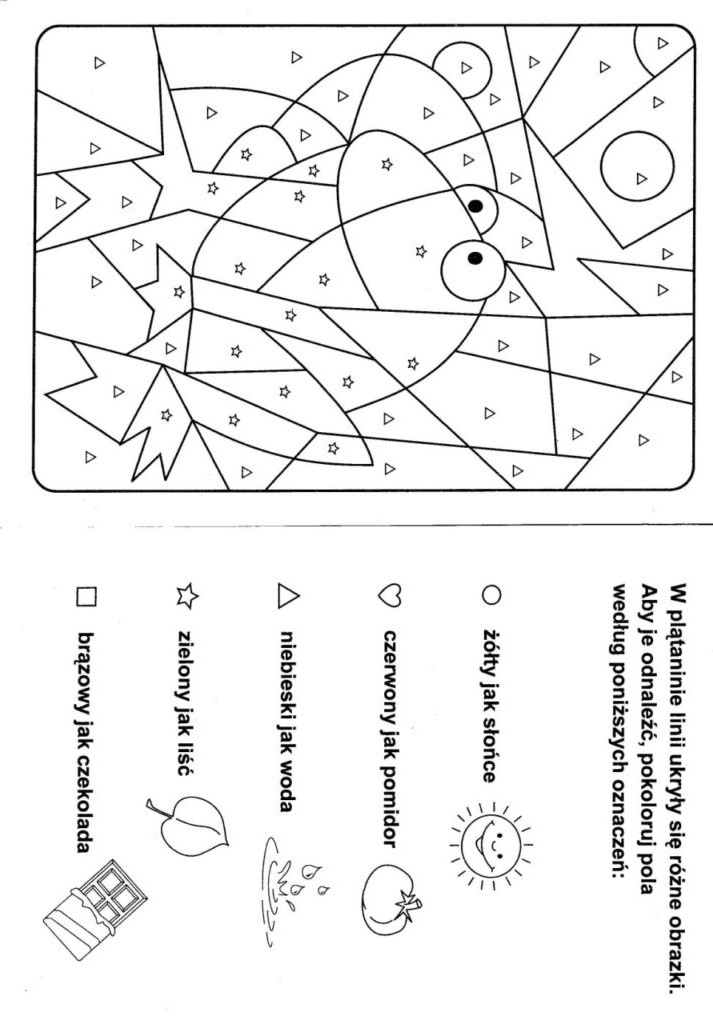 W plątaninie linii ukryły się różne obrazki.
Aby je odnaleźć, pokoloruj pola
według poniższych oznaczeń:
żółty jak słońce
czerwony jak pomidor
niebieski jak woda
zielony jak liść
brązowy jak czekolada